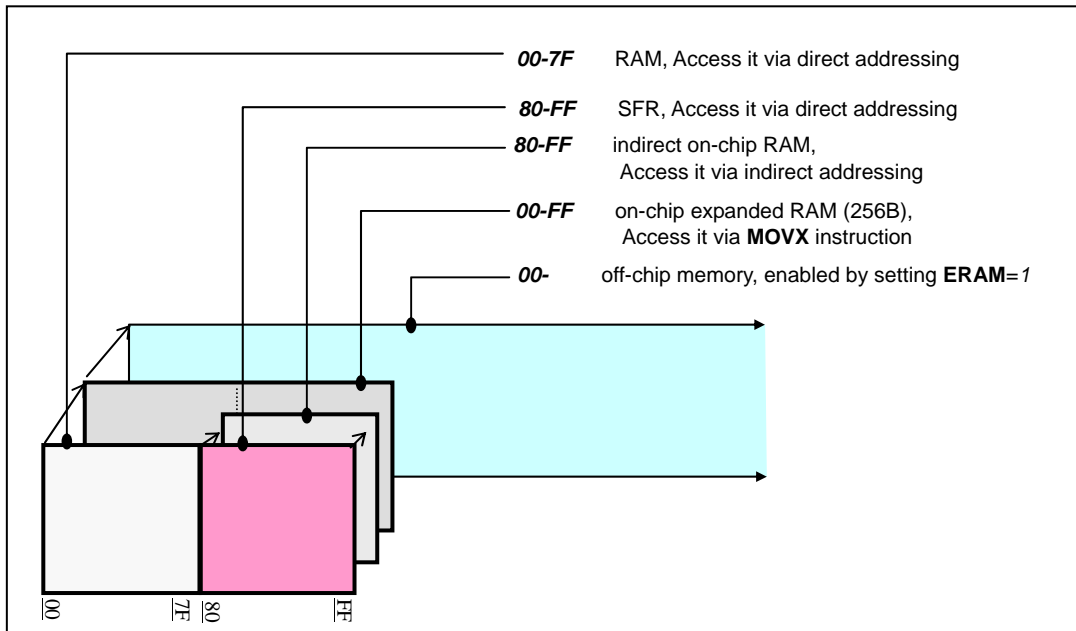 00-7F RAM, Access it via direct addressing
80-FF SFR, Access it via direct addressing
80-FF indirect on-chip RAM,
Access it via indirect addressing
00-FF on-chip expanded RAM (256B),
Access it via MOVX instruction
00- off-chip memory, enabled by setting ERAM=1
00 7F 80 FF